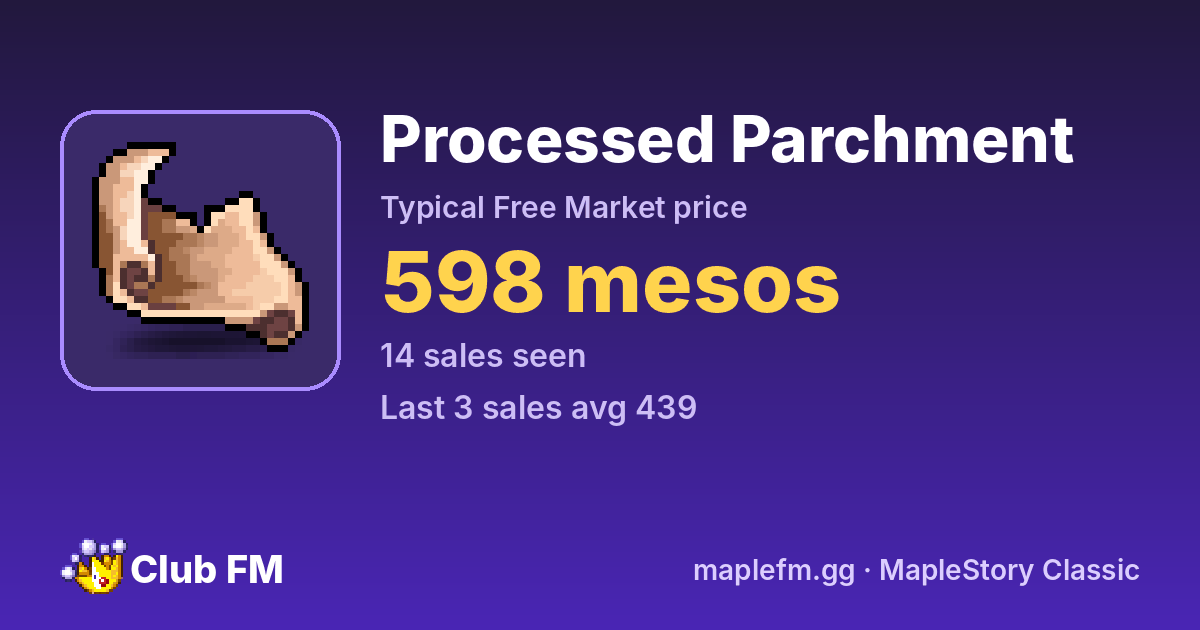 Processed Parchment
Typical Free Market price
598 mesos
14 sales seen
Last 3 sales avg 439
Club FM
maplefm.gg · MapleStory Classic